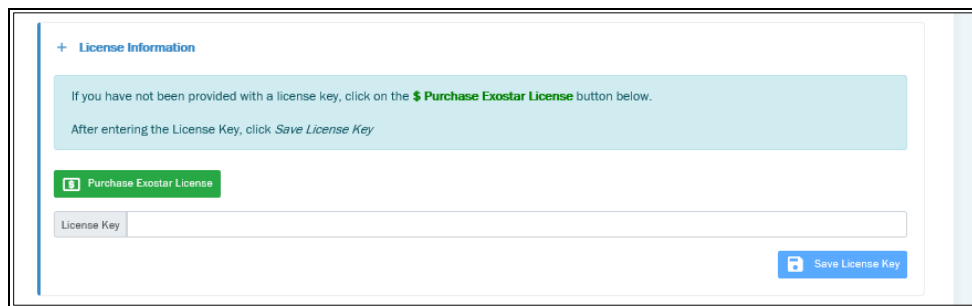 + License Information
If you have not been provided with a license key, click on the $ Purchase Exostar License button below.
After entering the License Key, click Save License Key
$ Purchase Exostar License
License Key
Save License Key